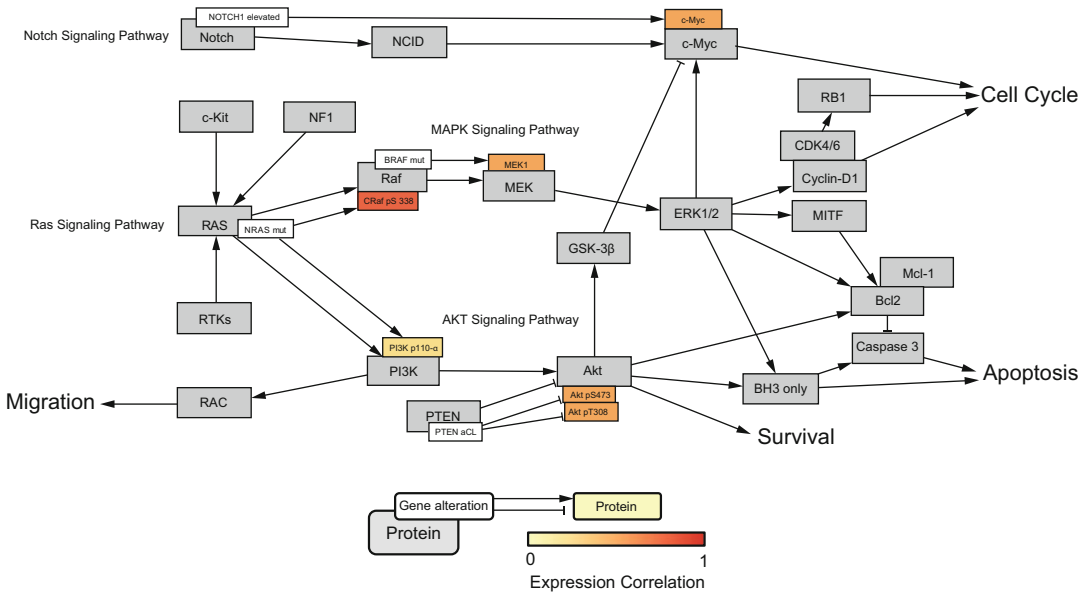 NOTCH1 elevated
Notch
Notch Signaling Pathway
NCID
c-Myc
c-Myc
Cell Cycle
RB1
c-Kit
NF1
MAPK Signaling Pathway
CDK4/6
BRAF mut
Raf
MEK1
MEK
Cyclin-D1
CRaf pS 338
Ras Signaling Pathway
RAS
NRAS mut
ERK1/2
MITF
GSK-3β
Mcl-1
Bcl2
RTKs
AKT Signaling Pathway
PI3K p110-α
PI3K
Akt
Caspase 3
Apoptosis
BH3 only
Akt pS473
Akt pT308
Migration
RAC
PTEN
PTEN aCL
Survival
Gene alteration
Protein
Protein
0
1
Expression Correlation